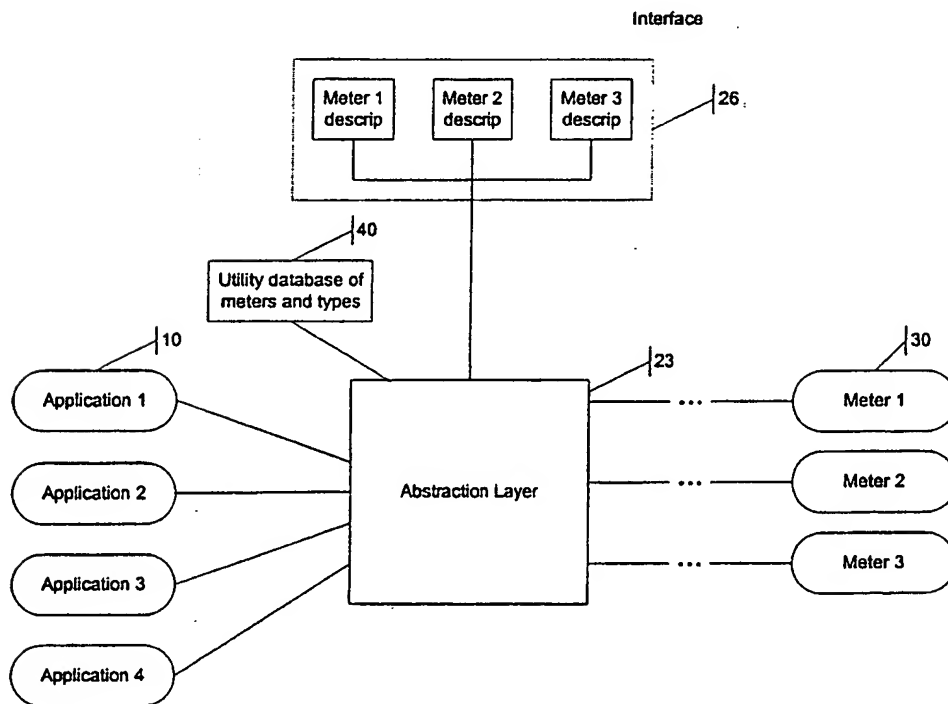 Interface
Meter 1
descrip
Meter 2
descrip
Meter 3
descrip
26
40
Utility database of
meters and types
10
23
30
Application 1
Application 2
Application 3
Application 4
Abstraction Layer
...
...
...
Meter 1
Meter 2
Meter 3